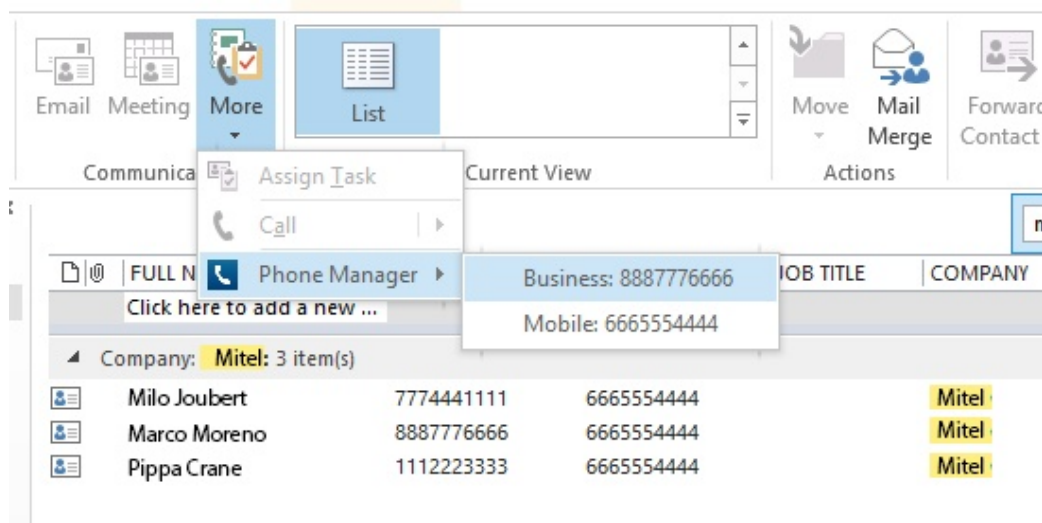 Email Meeting More List Move Mail Merge Forward Contact
Communica Current View Actions
Assign Task
Call
Phone Manager
Business: 8887776666
Mobile: 6665554444
FULL N JOB TITLE COMPANY
Click here to add a new ...
Company: Mitel: 3 item(s)
Milo Joubert 7774441111 6665554444 Mitel
Marco Moreno 8887776666 6665554444 Mitel
Pippa Crane 1112223333 6665554444 Mitel